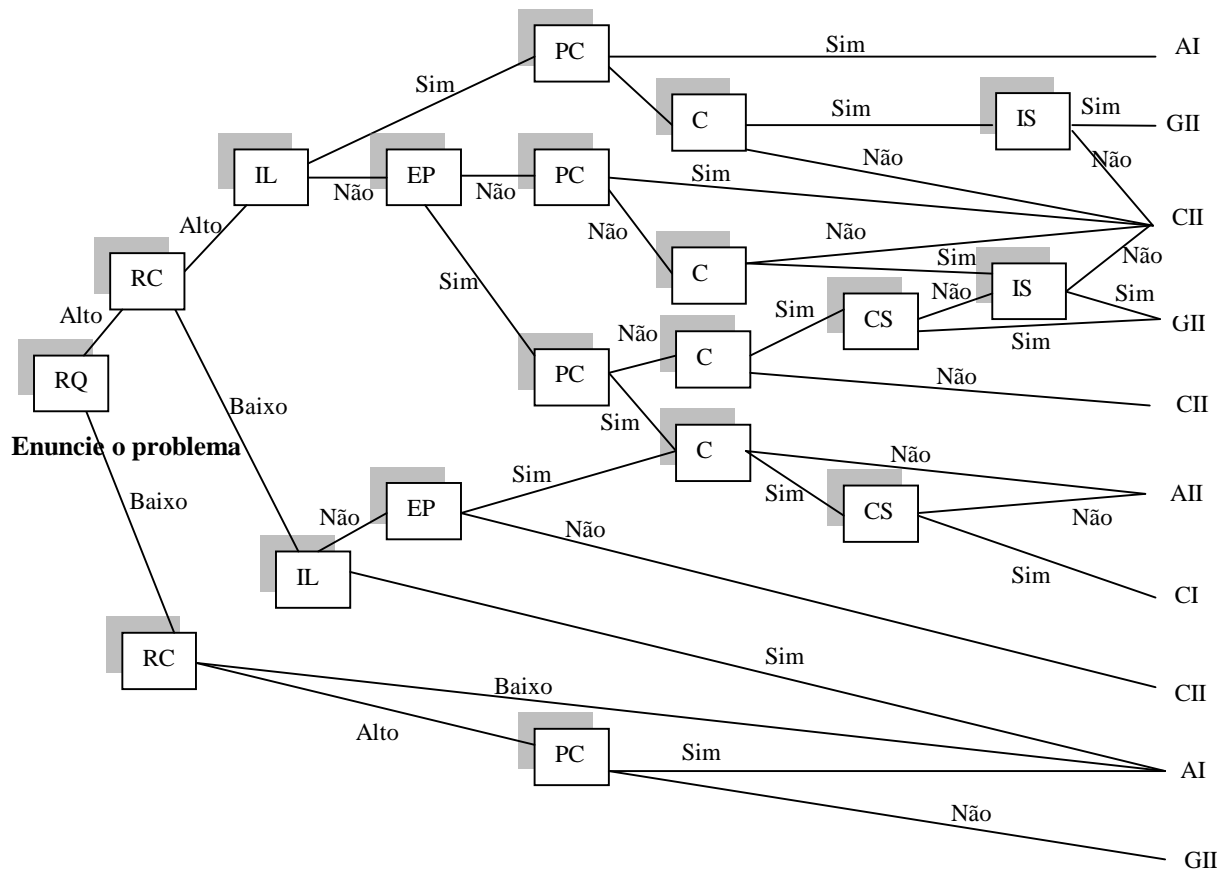 PC
Sim
AI
Sim
C
Sim
IS
Sim
GII
IL
Não
EP
Não
PC
Sim
Não
Não
CII
Alto
Não
Não
RC
Sim
C
Sim
Não
IS
Alto
Sim
CS
Não
Sim
GII
RQ
Não
C
Sim
PC
Não
CII
Baixo
Sim
C
Não
Enuncie o problema
Sim
Sim
CS
Não
AII
Baixo
Não
EP
Não
Sim
CI
IL
RC
Sim
Baixo
CII
Alto
PC
Sim
AI
Não
GII